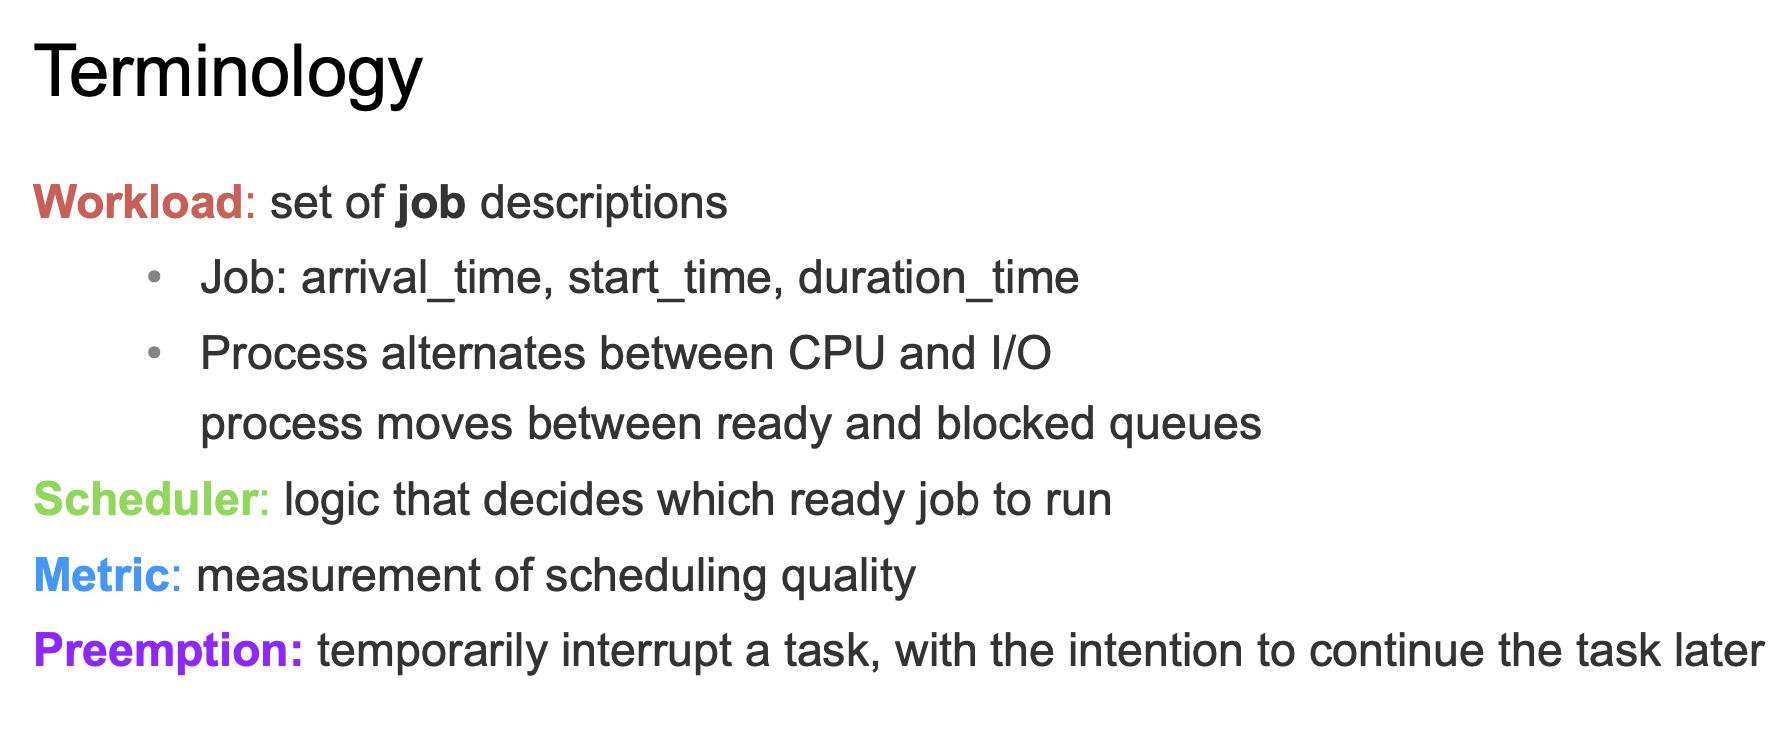 Terminology
Workload: set of job descriptions
• Job: arrival_time, start_time, duration_time
• Process alternates between CPU and I/O
process moves between ready and blocked queues
Scheduler: logic that decides which ready job to run
Metric: measurement of scheduling quality
Preemption: temporarily interrupt a task, with the intention to continue the task later